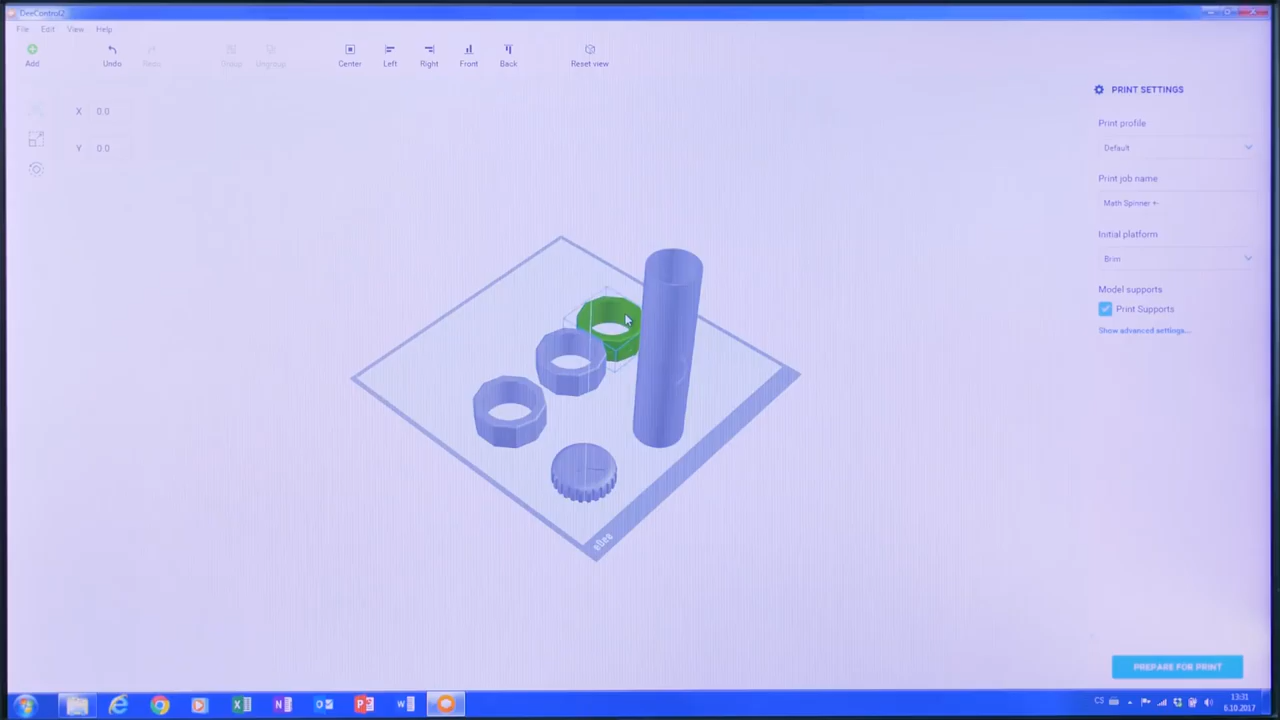 DeeControl2
File Edit View Help
Add Undo Redo Group Ungroup Center Left Right Front Back Reset view
X 0.0
Y 0.0
PRINT SETTINGS
Print profile
Default
Print job name
Math Spinner +-
Initial platform
Brim
Model supports
Print Supports
Show advanced settings...
eDee
PREPARE FOR PRINT
CS
13:31
6.10.2017